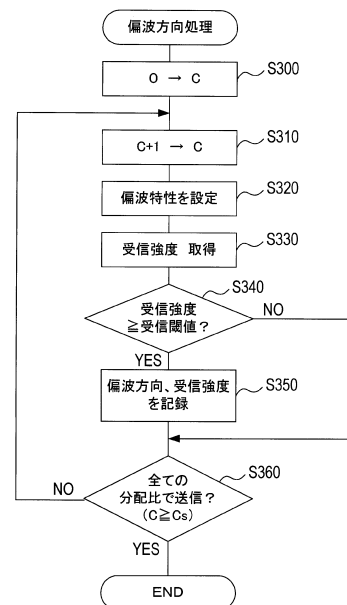 偏波方向処理
0 → C
S300
C+1 → C
S310
偏波特性を設定
S320
受信強度 取得
S330
受信強度
≧受信閾値？
S340
NO
YES
偏波方向、受信強度
を記録
S350
全ての
分配比で送信？
(C≧Cs)
S360
NO
YES
END